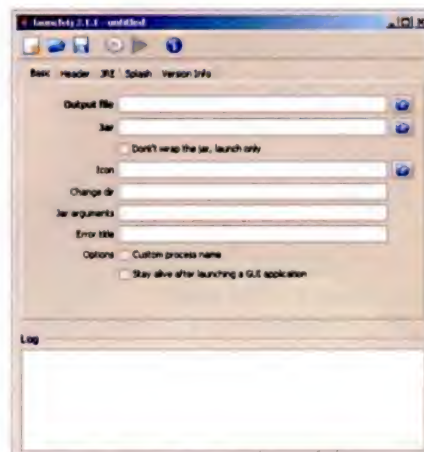 2.1.1 - untitled
Basic Header JRE Splash Version Info
Output file
Jar
Don't wrap the jar, launch only
Icon
Change dir
Jar arguments
Error title
Options Custom process name
Stay alive after launching a GUI application
Log